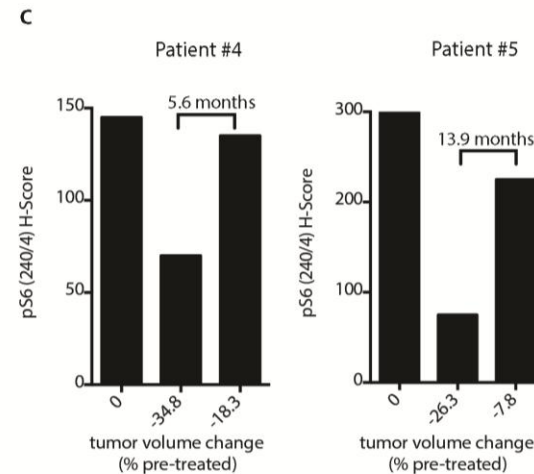 C
Patient #4
pS6 (240/4) H-Score
150
100
50
0
5.6 months
0
-34.8
-18.3
tumor volume change
(% pre-treated)
Patient #5
pS6 (240/4) H-Score
300
200
100
0
13.9 months
0
-26.3
-7.8
tumor volume change
(% pre-treated)